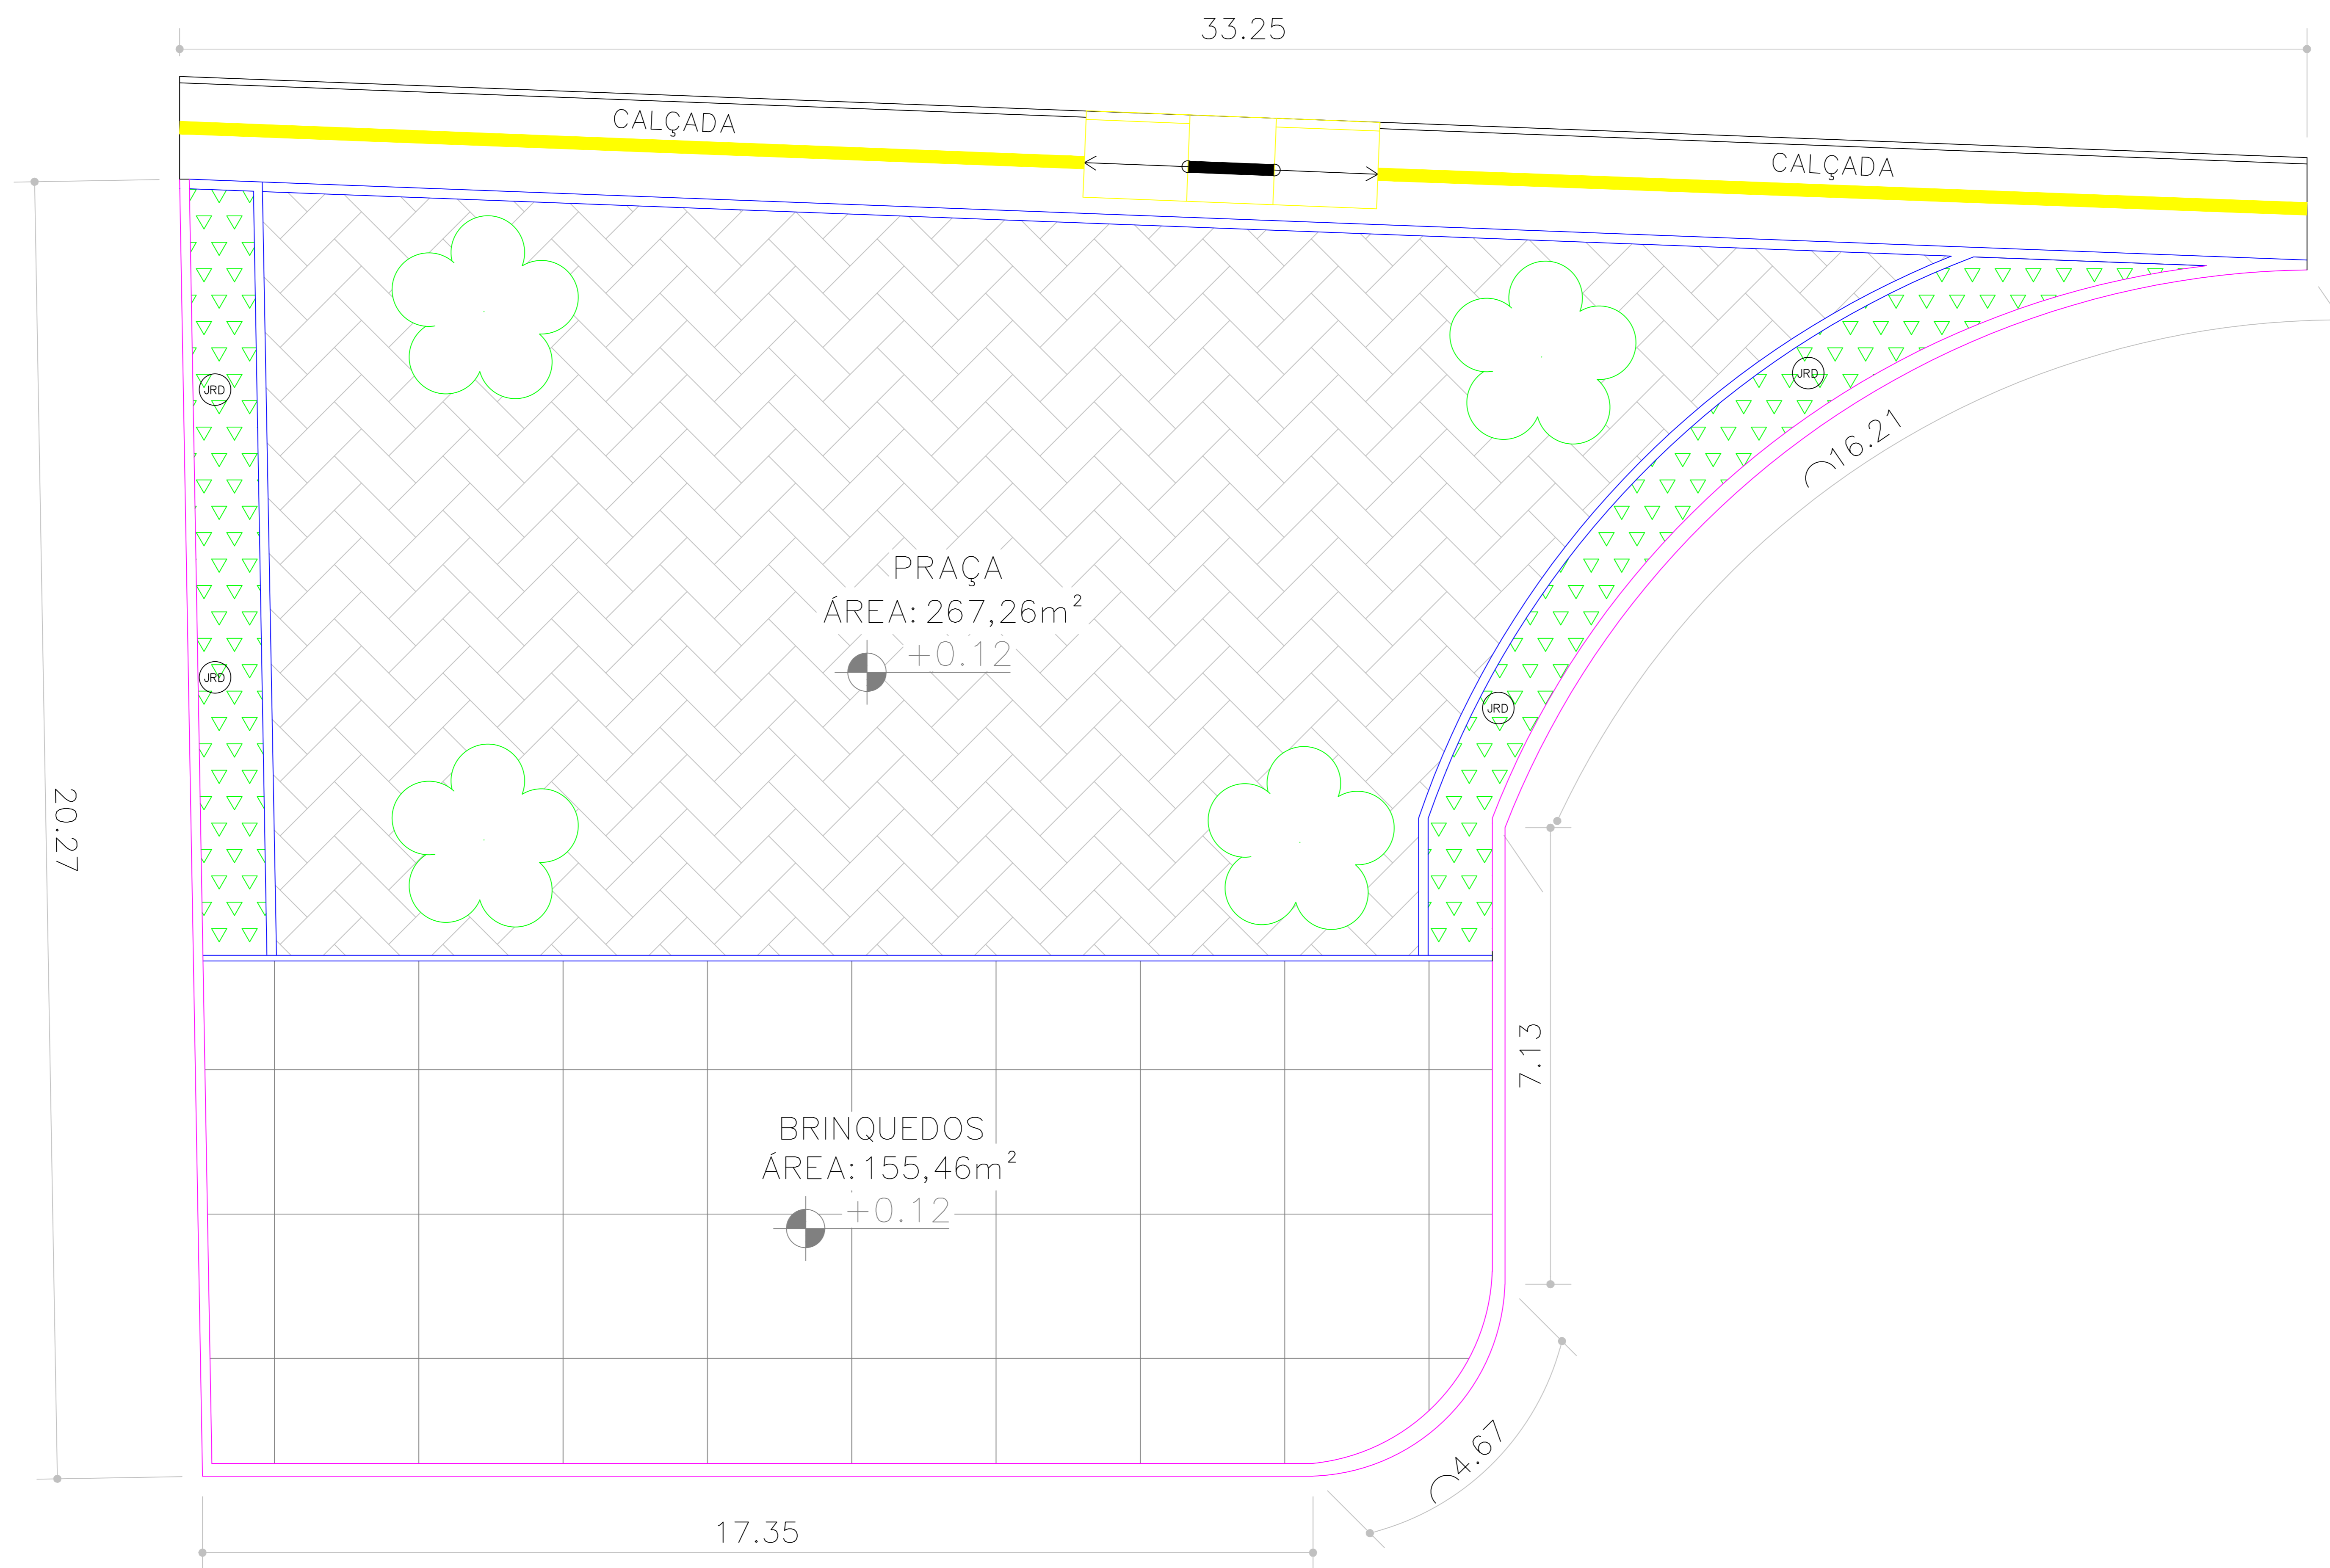 33.25
CALÇADA
CALÇADA
JRD
JRD
16.21
PRAÇA
ÁREA: 267,26m²
+0.12
JRD
JRD
20.27
7.13
BRINQUEDOS
ÁREA: 155,46m²
+0.12
4.67
17.35